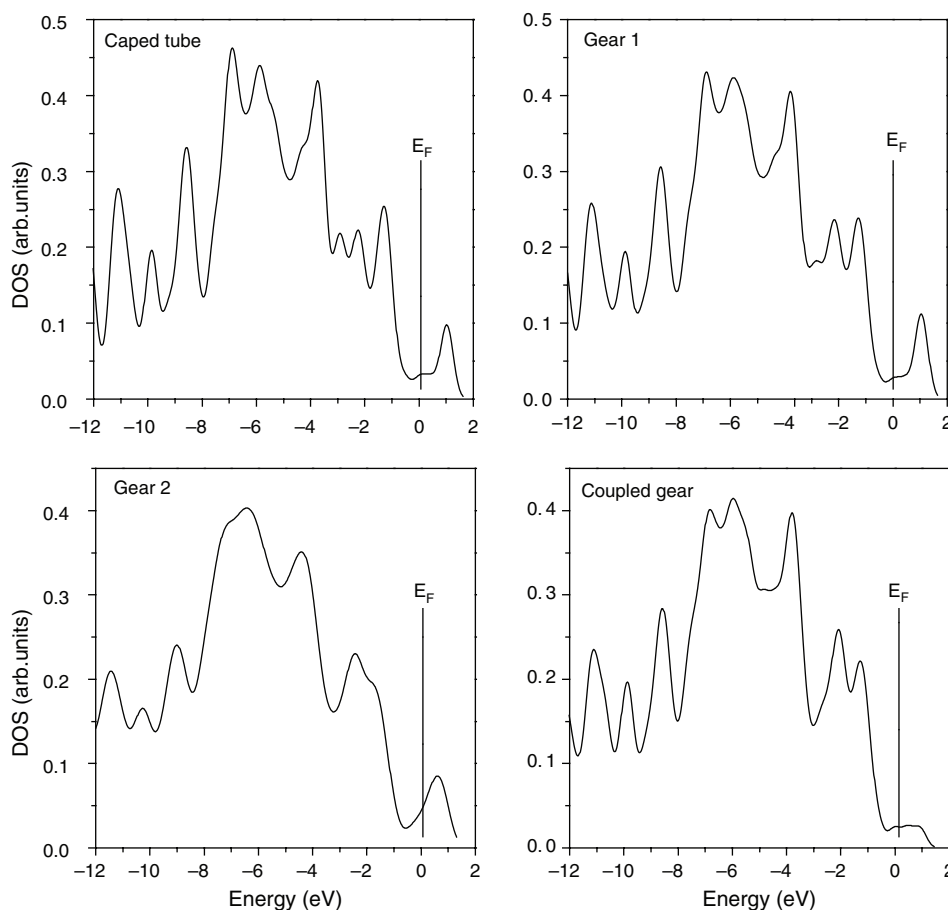 Caped tube
E_F
DOS (arb.units)
0.5
0.4
0.3
0.2
0.1
0.0
−12 −10 −8 −6 −4 −2 0 2
Gear 1
E_F
0.5
0.4
0.3
0.2
0.1
0.0
−12 −10 −8 −6 −4 −2 0 2
Gear 2
E_F
DOS (arb.units)
0.4
0.3
0.2
0.1
0.0
−12 −10 −8 −6 −4 −2 0 2
Energy (eV)
Coupled gear
E_F
0.4
0.3
0.2
0.1
0.0
−12 −10 −8 −6 −4 −2 0 2
Energy (eV)